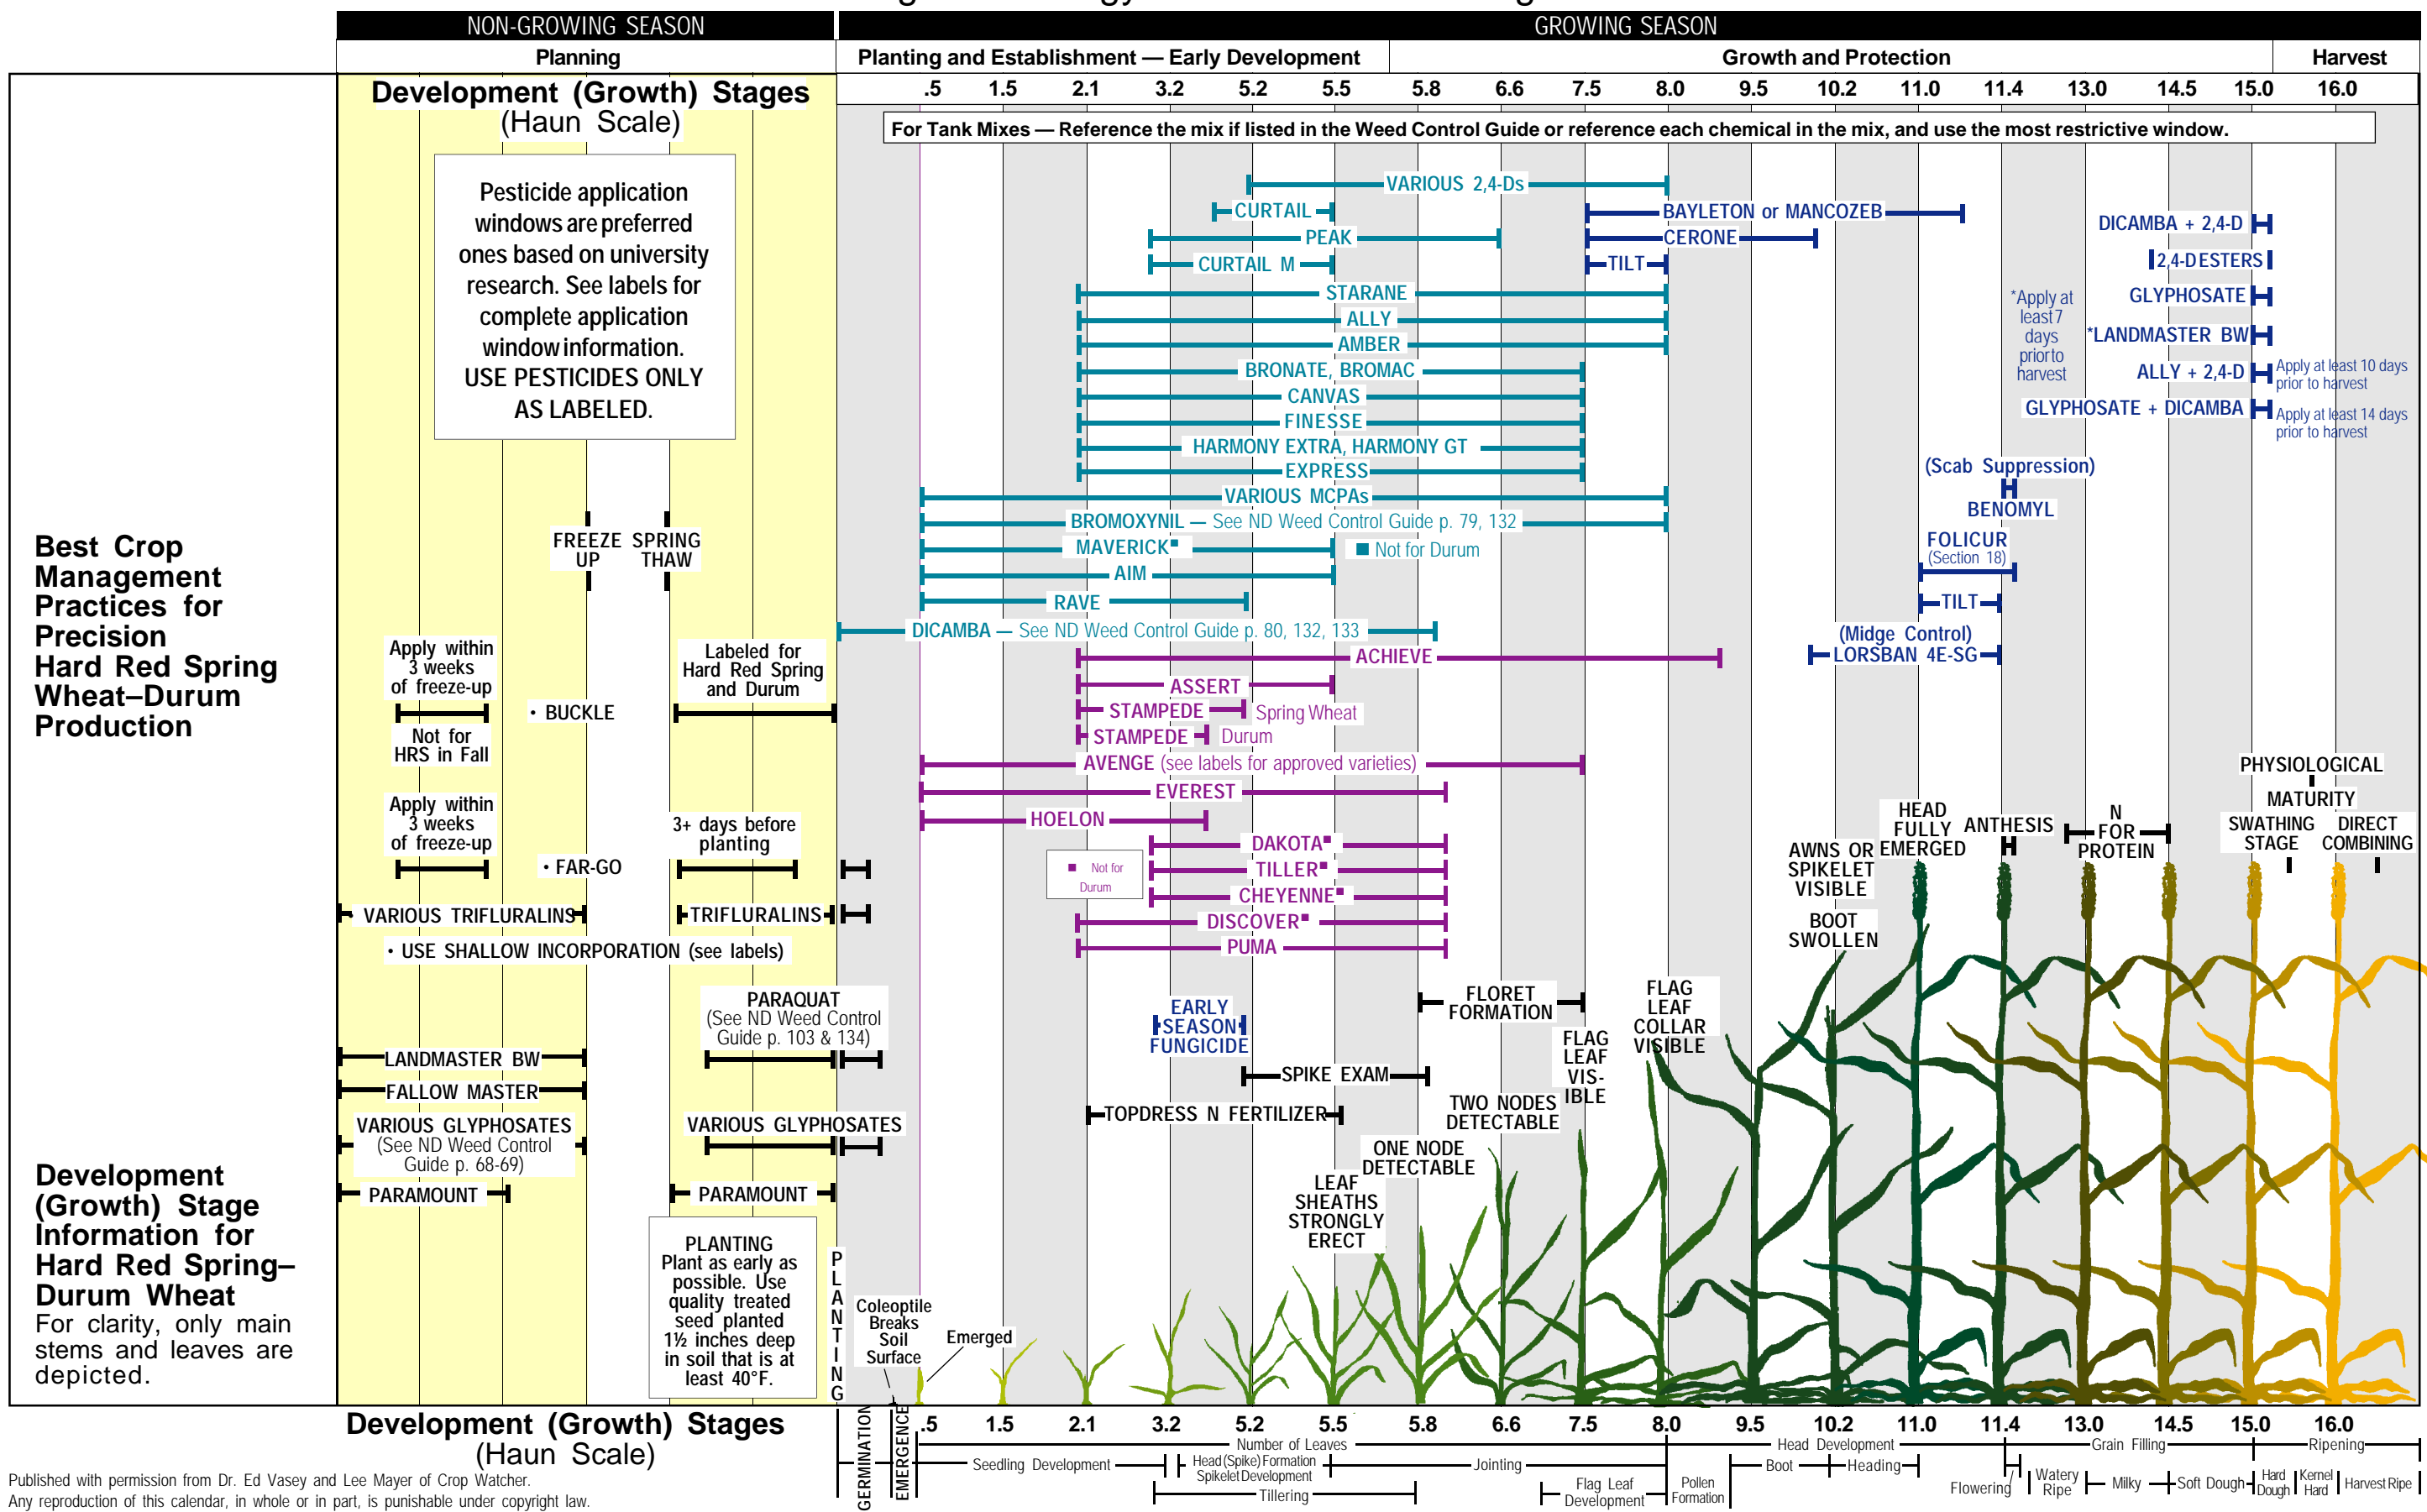 NON-GROWING SEASON
GROWING SEASON
Planning
Planting and Establishment — Early Development
Growth and Protection
Harvest
Development (Growth) Stages
(Haun Scale)
.5 1.5 2.1 3.2 5.2 5.5 5.8 6.6 7.5 8.0 9.5 10.2 11.0 11.4 13.0 14.5 15.0 16.0
For Tank Mixes — Reference the mix if listed in the Weed Control Guide or reference each chemical in the mix, and use the most restrictive window.
Pesticide application
windows are preferred
ones based on university
research. See labels for
complete application
window information.
USE PESTICIDES ONLY
AS LABELED.
VARIOUS 2,4-Ds
CURTAIL
PEAK
CURTAIL M
STARANE
ALLY
AMBER
BRONATE, BROMAC
CANVAS
FINESSE
HARMONY EXTRA, HARMONY GT
EXPRESS
VARIOUS MCPAs
BROMOXYNIL — See ND Weed Control Guide p. 79, 132
MAVERICK■
■ Not for Durum
AIM
RAVE
DICAMBA — See ND Weed Control Guide p. 80, 132, 133
BAYLETON or MANCOZEB
CERONE
TILT
DICAMBA + 2,4-D
2,4-D ESTERS
GLYPHOSATE
*LANDMASTER BW
ALLY + 2,4-D
GLYPHOSATE + DICAMBA
*Apply at
least 7
days
prior to
harvest
Apply at least 10 days
prior to harvest
Apply at least 14 days
prior to harvest
(Scab Suppression)
BENOMYL
FOLICUR
(Section 18)
TILT
(Midge Control)
LORSBAN 4E-SG
Best Crop
Management
Practices for
Precision
Hard Red Spring
Wheat–Durum
Production
FREEZE
UP
SPRING
THAW
Apply within
3 weeks
of freeze-up
Not for
HRS in Fall
• BUCKLE
Labeled for
Hard Red Spring
and Durum
Apply within
3 weeks
of freeze-up
• FAR-GO
3+ days before
planting
• VARIOUS TRIFLURALINS
TRIFLURALINS
• USE SHALLOW INCORPORATION (see labels)
PARAQUAT
(See ND Weed Control
Guide p. 103 & 134)
LANDMASTER BW
FALLOW MASTER
VARIOUS GLYPHOSATES
(See ND Weed Control
Guide p. 68-69)
VARIOUS GLYPHOSATES
PARAMOUNT
PARAMOUNT
ACHIEVE
ASSERT
STAMPEDE
Spring Wheat
STAMPEDE
Durum
AVENGE (see labels for approved varieties)
EVEREST
HOELON
DAKOTA■
TILLER■
CHEYENNE■
■ Not for
Durum
DISCOVER■
PUMA
EARLY
SEASON
FUNGICIDE
SPIKE EXAM
TOPDRESS N FERTILIZER
FLORET
FORMATION
LEAF
SHEATHS
STRONGLY
ERECT
ONE NODE
DETECTABLE
TWO NODES
DETECTABLE
FLAG
LEAF
VIS-
IBLE
FLAG
LEAF
COLLAR
VISIBLE
BOOT
SWOLLEN
AWNS OR
SPIKELET
VISIBLE
HEAD
FULLY
EMERGED
ANTHESIS
N
FOR
PROTEIN
PHYSIOLOGICAL
MATURITY
SWATHING
STAGE
DIRECT
COMBINING
Development
(Growth) Stage
Information for
Hard Red Spring–
Durum Wheat
For clarity, only main
stems and leaves are
depicted.
PLANTING
Plant as early as
possible. Use
quality treated
seed planted
1½ inches deep
in soil that is at
least 40°F.
PLANTING
Coleoptile
Breaks
Soil
Surface
Emerged
Development (Growth) Stages
(Haun Scale)
GERMINATION
EMERGENCE
.5 1.5 2.1 3.2 5.2 5.5 5.8 6.6 7.5 8.0 9.5 10.2 11.0 11.4 13.0 14.5 15.0 16.0
Number of Leaves
Head Development
Grain Filling
Ripening
Seedling Development
Head (Spike) Formation
Spikelet Development
Jointing
Tillering
Flag Leaf
Development
Pollen
Formation
Boot
Heading
Flowering
Watery
Ripe
Milky
Soft Dough
Hard
Dough
Kernel
Hard
Harvest Ripe
Published with permission from Dr. Ed Vasey and Lee Mayer of Crop Watcher.
Any reproduction of this calendar, in whole or in part, is punishable under copyright law.